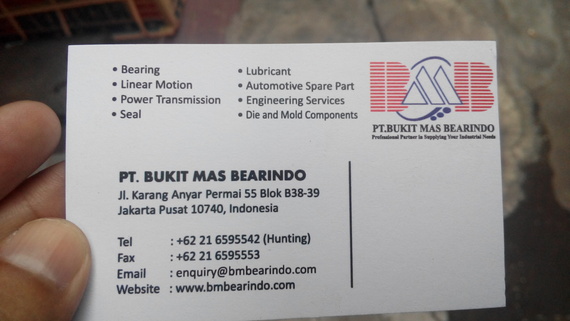 • Bearing
• Linear Motion
• Power Transmission
• Seal
• Lubricant
• Automotive Spare Part
• Engineering Services
• Die and Mold Components
BMB
PT.BUKIT MAS BEARINDO
Professional Partner in Supplying Your Industrial Needs
PT. BUKIT MAS BEARINDO
Jl. Karang Anyar Permai 55 Blok B38-39
Jakarta Pusat 10740, Indonesia
Tel : +62 21 6595542 (Hunting)
Fax : +62 21 6595553
Email : enquiry@bmbearindo.com
Website : www.bmbearindo.com